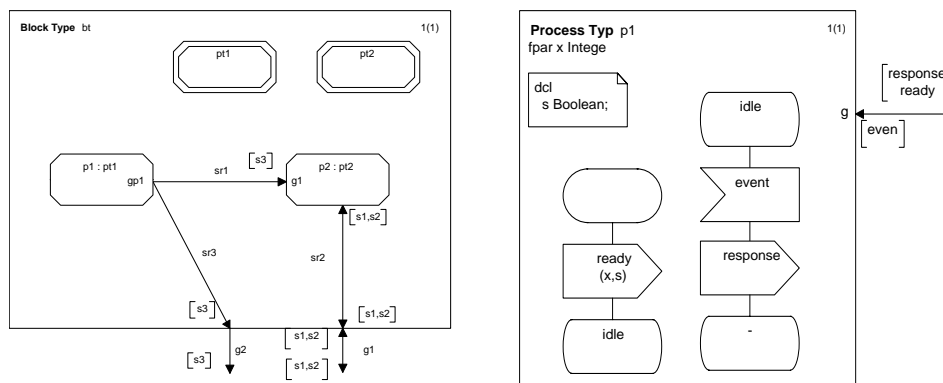 Block Type bt
1(1)
pt1
pt2
p1 : pt1
gp1
sr1
[s3]
p2 : pt2
g1
[s1,s2]
sr3
sr2
[s3]
[s1,s2]
[s1,s2]
[s3]
g2
[s1,s2]
g1
Process Typ p1
1(1)
fpar x Intege
dcl
s Boolean;
idle
g
[response
ready
[even]
event
ready
(x,s)
response
idle
-